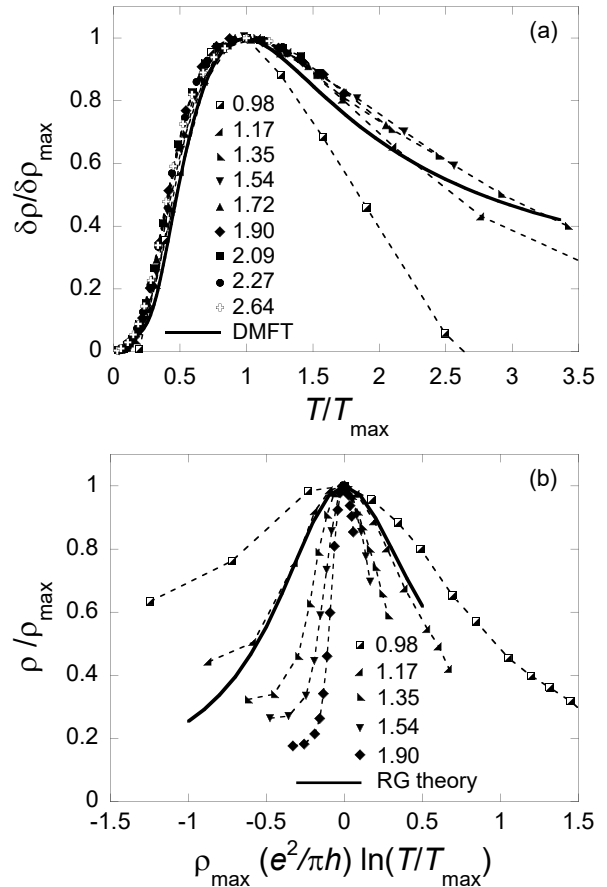 (a)
δρ/δρmax
1
0.8
0.6
0.4
0.2
0
0.98
1.17
1.35
1.54
1.72
1.90
2.09
2.27
2.64
DMFT
0 0.5 1 1.5 2 2.5 3 3.5
T/Tmax
(b)
ρ /ρmax
1
0.8
0.6
0.4
0.2
0
0.98
1.17
1.35
1.54
1.90
RG theory
-1.5 -1 -0.5 0 0.5 1 1.5
ρmax (e²/πh) ln(T/Tmax)